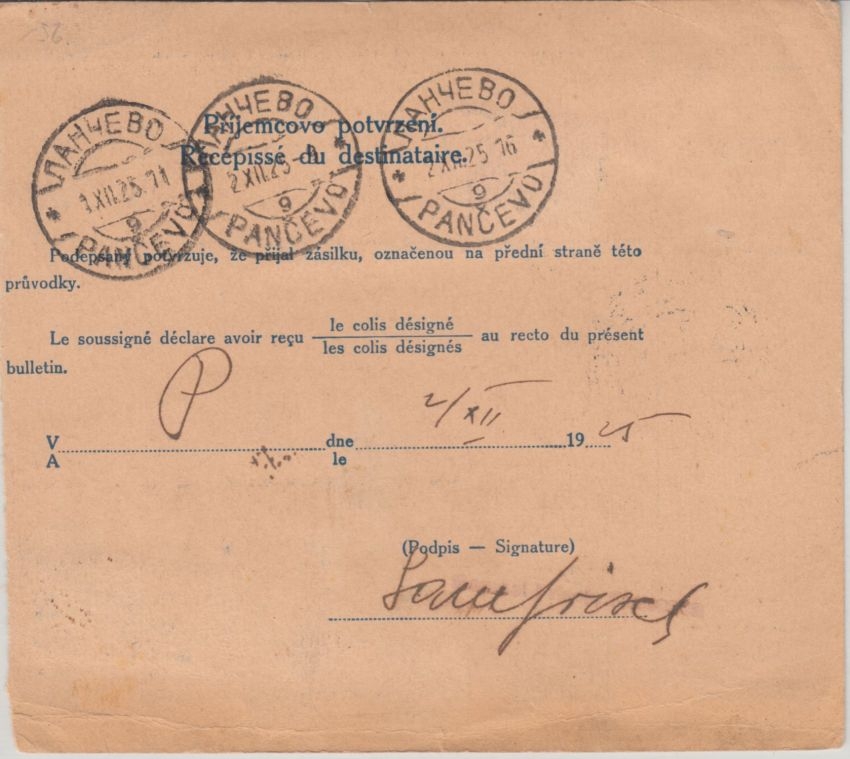 25
ПАНЧЕВО
1 XII.25. 11
9
PANČEVO
ПАНЧЕВО
2 XII.25
9
PANČEVO
ПАНЧЕВО
2 XII.25 16
9
PANČEVO
Příjemcovo potvrzení.
Récépissé du destinataire.
Podepsaný potvrzuje, že přijal zásilku, označenou na přední straně této
průvodky.
Le soussigné déclare avoir reçu le colis désigné / les colis désignés au recto du présent
bulletin.
P 2/XII 25
V dne 19
A le
(Podpis — Signature)